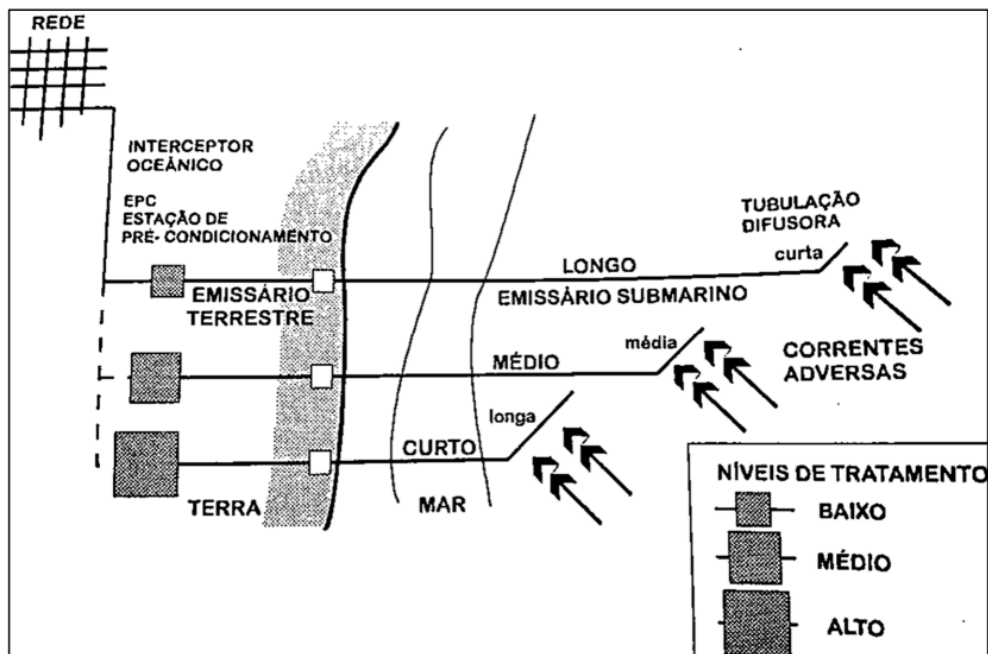 REDE
INTERCEPTOR
OCEÂNICO
EPC
ESTAÇÃO DE
PRÉ- CONDICIONAMENTO
EMISSÁRIO
TERRESTRE
LONGO
EMISSÁRIO SUBMARINO
TUBULAÇÃO
DIFUSORA
curta
MÉDIO
média
CORRENTES
ADVERSAS
longa
CURTO
TERRA
MAR
NÍVEIS DE TRATAMENTO
BAIXO
MÉDIO
ALTO